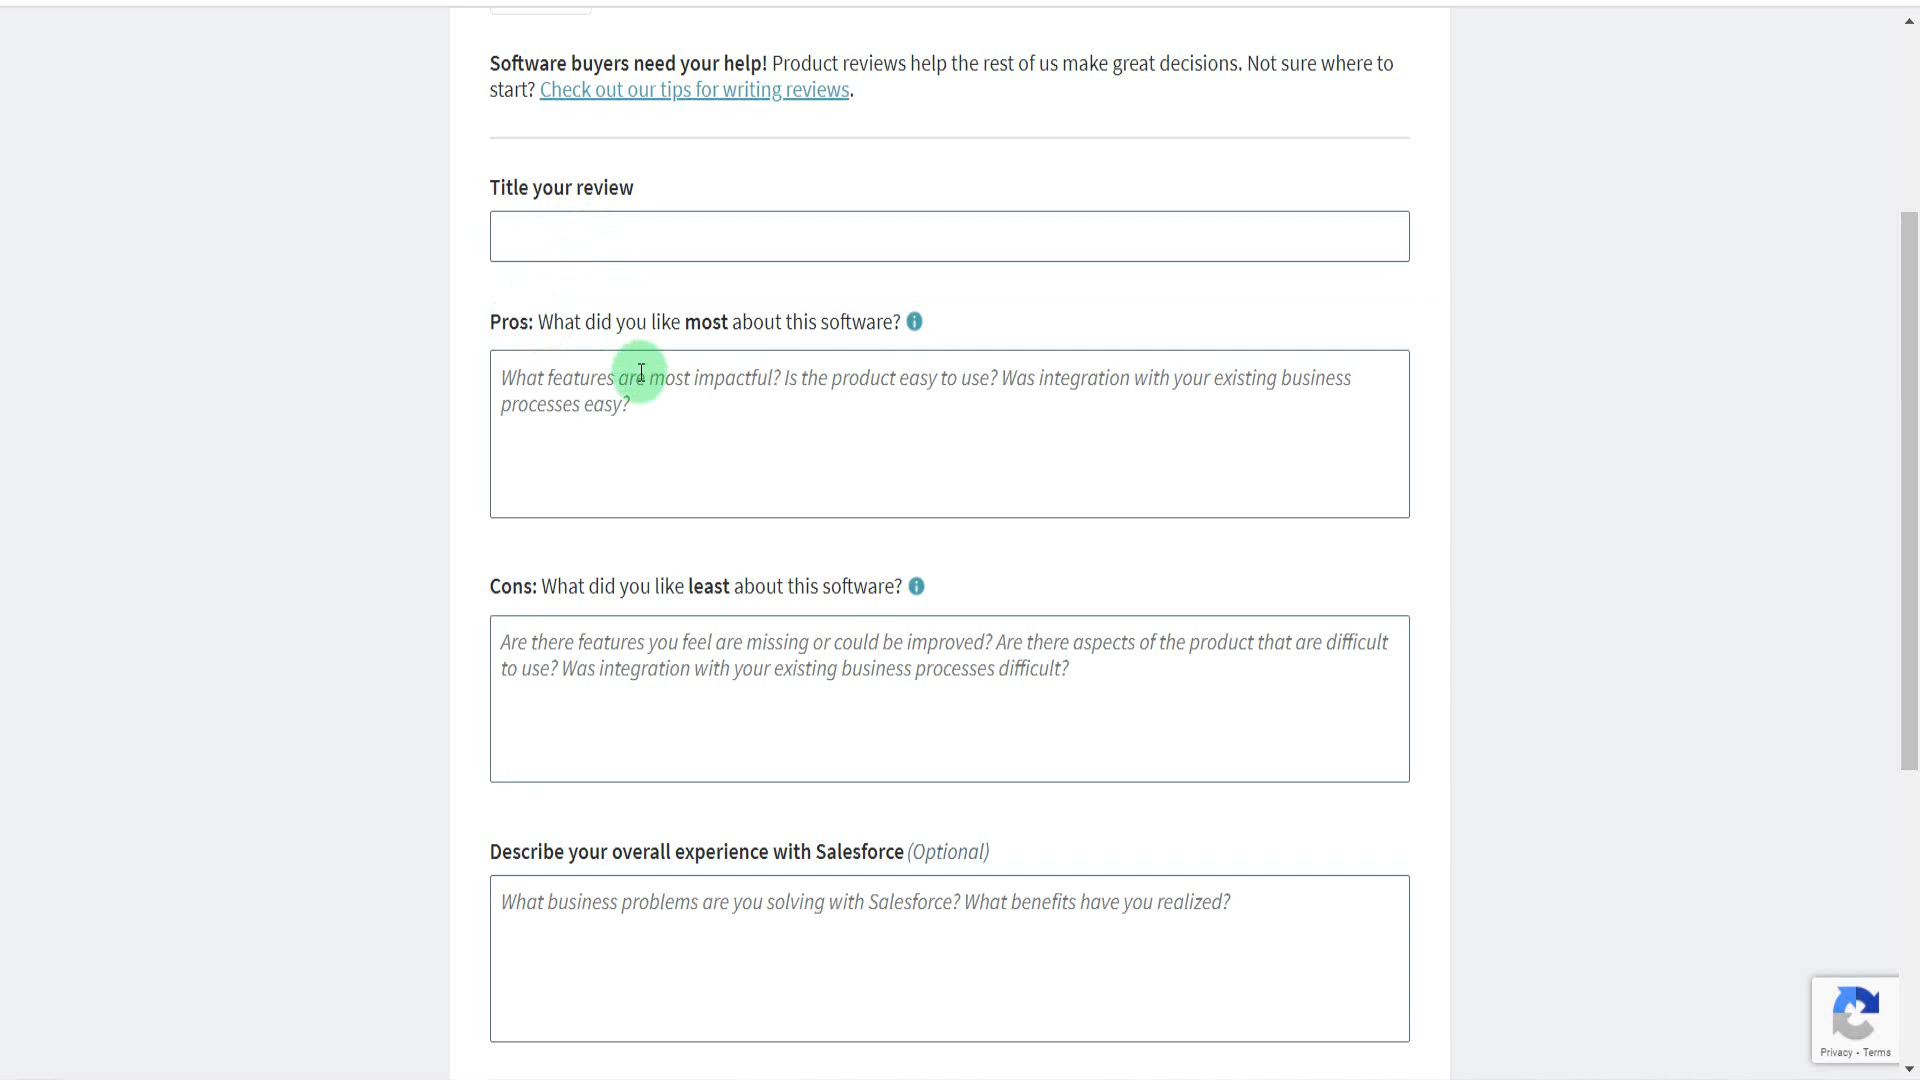 Software buyers need your help! Product reviews help the rest of us make great decisions. Not sure where to
start? Check out our tips for writing reviews.
Title your review
Pros: What did you like most about this software?
What features are most impactful? Is the product easy to use? Was integration with your existing business
processes easy?
Cons: What did you like least about this software?
Are there features you feel are missing or could be improved? Are there aspects of the product that are difficult
to use? Was integration with your existing business processes difficult?
Describe your overall experience with Salesforce (Optional)
What business problems are you solving with Salesforce? What benefits have you realized?
Privacy - Terms